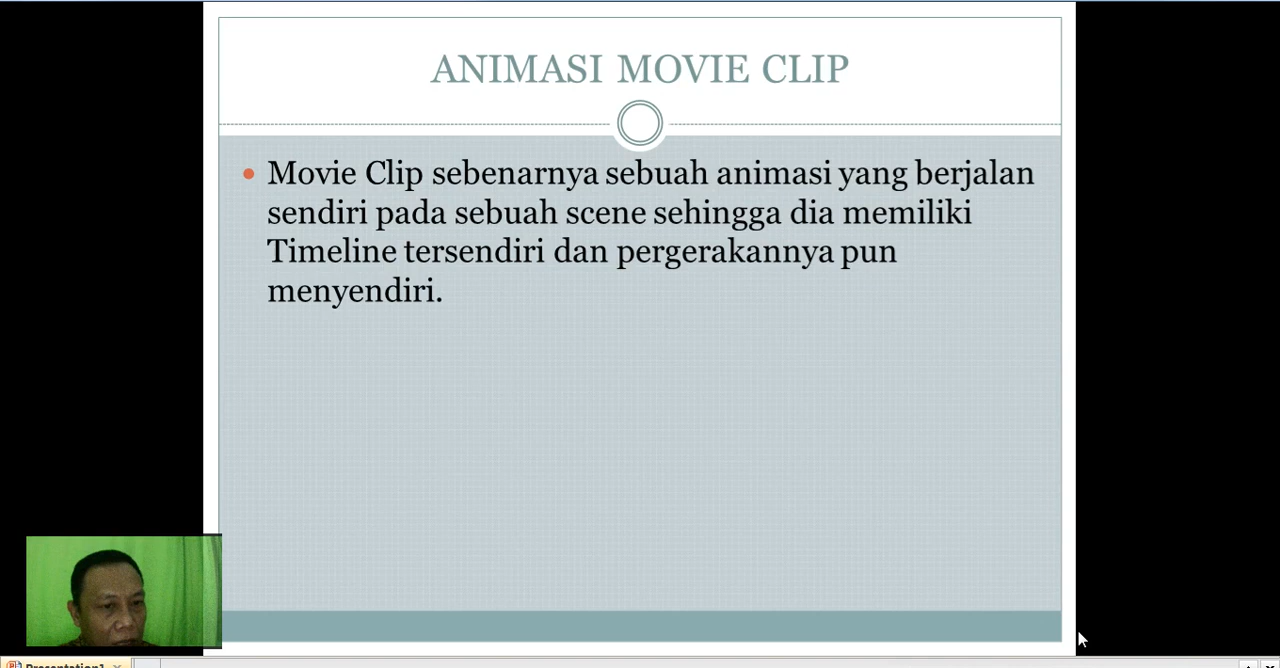 ANIMASI MOVIE CLIP
Movie Clip sebenarnya sebuah animasi yang berjalan
sendiri pada sebuah scene sehingga dia memiliki
Timeline tersendiri dan pergerakannya pun
menyendiri.
Presentation1